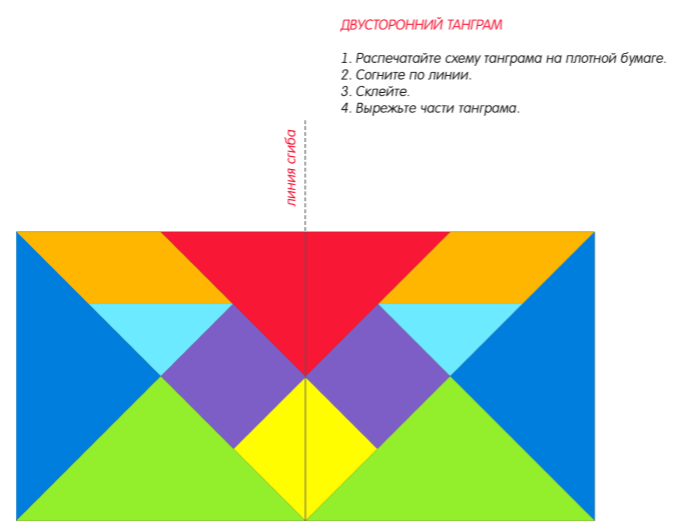 ДВУСТОРОННИЙ ТАНГРАМ
1. Распечатайте схему танграма на плотной бумаге.
2. Согните по линии.
3. Склейте.
4. Вырежьте части танграма.
линия сгиба